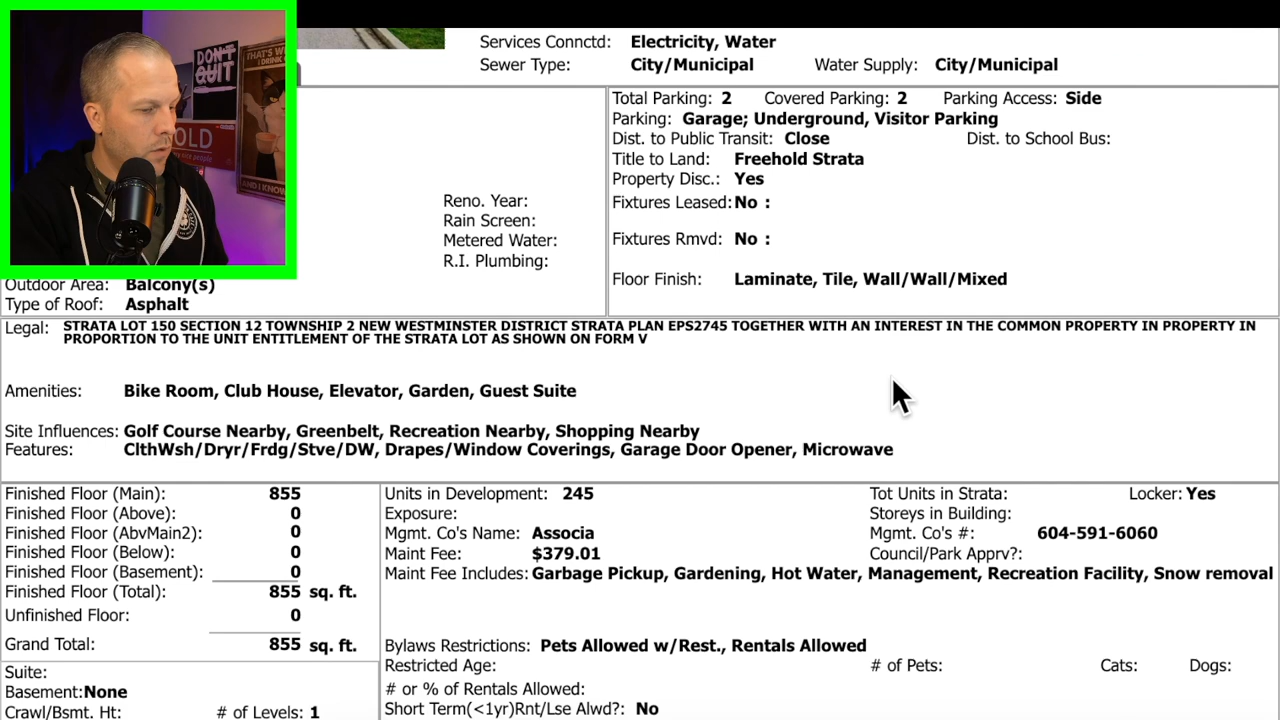 DON'T
QUIT
THAT'S W
I DRINK
AND I KNOW
Services Connctd: Electricity, Water
Sewer Type: City/Municipal Water Supply: City/Municipal
Total Parking: 2 Covered Parking: 2 Parking Access: Side
Parking: Garage; Underground, Visitor Parking
Dist. to Public Transit: Close Dist. to School Bus:
Title to Land: Freehold Strata
Property Disc.: Yes
Reno. Year:
Fixtures Leased: No :
Rain Screen:
Metered Water:
Fixtures Rmvd: No :
R.I. Plumbing:
Floor Finish: Laminate, Tile, Wall/Wall/Mixed
Outdoor Area: Balcony(s)
Type of Roof: Asphalt
Legal: STRATA LOT 150 SECTION 12 TOWNSHIP 2 NEW WESTMINSTER DISTRICT STRATA PLAN EPS2745 TOGETHER WITH AN INTEREST IN THE COMMON PROPERTY IN PROPERTY IN
PROPORTION TO THE UNIT ENTITLEMENT OF THE STRATA LOT AS SHOWN ON FORM V
Amenities: Bike Room, Club House, Elevator, Garden, Guest Suite
Site Influences: Golf Course Nearby, Greenbelt, Recreation Nearby, Shopping Nearby
Features: ClthWsh/Dryr/Frdg/Stve/DW, Drapes/Window Coverings, Garage Door Opener, Microwave
Finished Floor (Main): 855
Finished Floor (Above): 0
Finished Floor (AbvMain2): 0
Finished Floor (Below): 0
Finished Floor (Basement): 0
Finished Floor (Total): 855 sq. ft.
Unfinished Floor: 0
Grand Total: 855 sq. ft.
Units in Development: 245 Tot Units in Strata: Locker: Yes
Exposure: Storeys in Building:
Mgmt. Co's Name: Associa Mgmt. Co's #: 604-591-6060
Maint Fee: $379.01 Council/Park Apprv?:
Maint Fee Includes: Garbage Pickup, Gardening, Hot Water, Management, Recreation Facility, Snow removal
Bylaws Restrictions: Pets Allowed w/Rest., Rentals Allowed
Restricted Age: # of Pets: Cats: Dogs:
# or % of Rentals Allowed:
Short Term(<1yr)Rnt/Lse Alwd?: No
Suite:
Basement:None
Crawl/Bsmt. Ht: # of Levels: 1